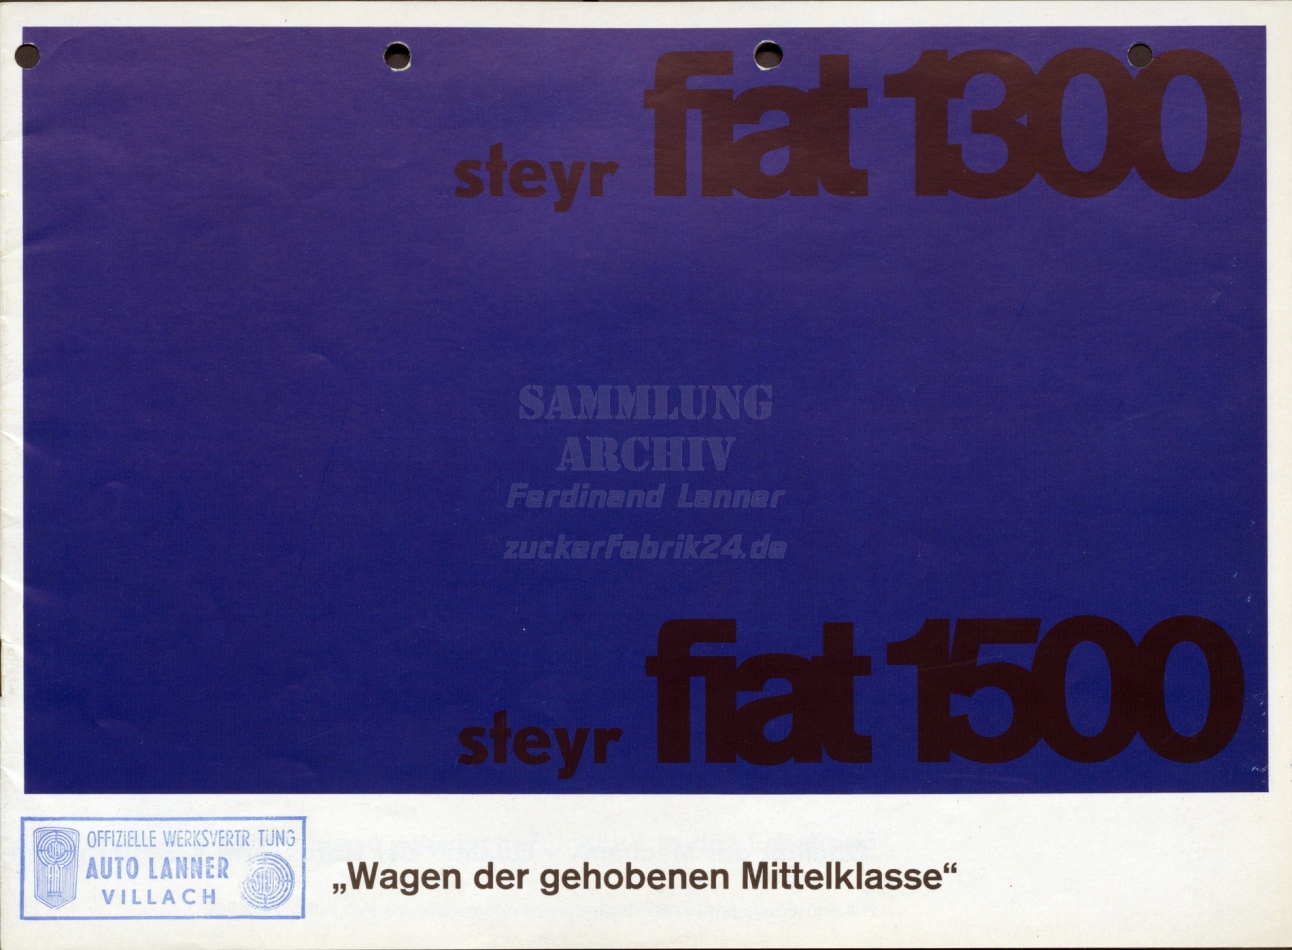 steyr fiat 1300
SAMMLUNG
ARCHIV
Ferdinand Lanner
zuckerfabrik24.de
steyr fiat 1500
OFFIZIELLE WERKSVERTR TUNG
AUTO LANNER
VILLACH
„Wagen der gehobenen Mittelklasse“